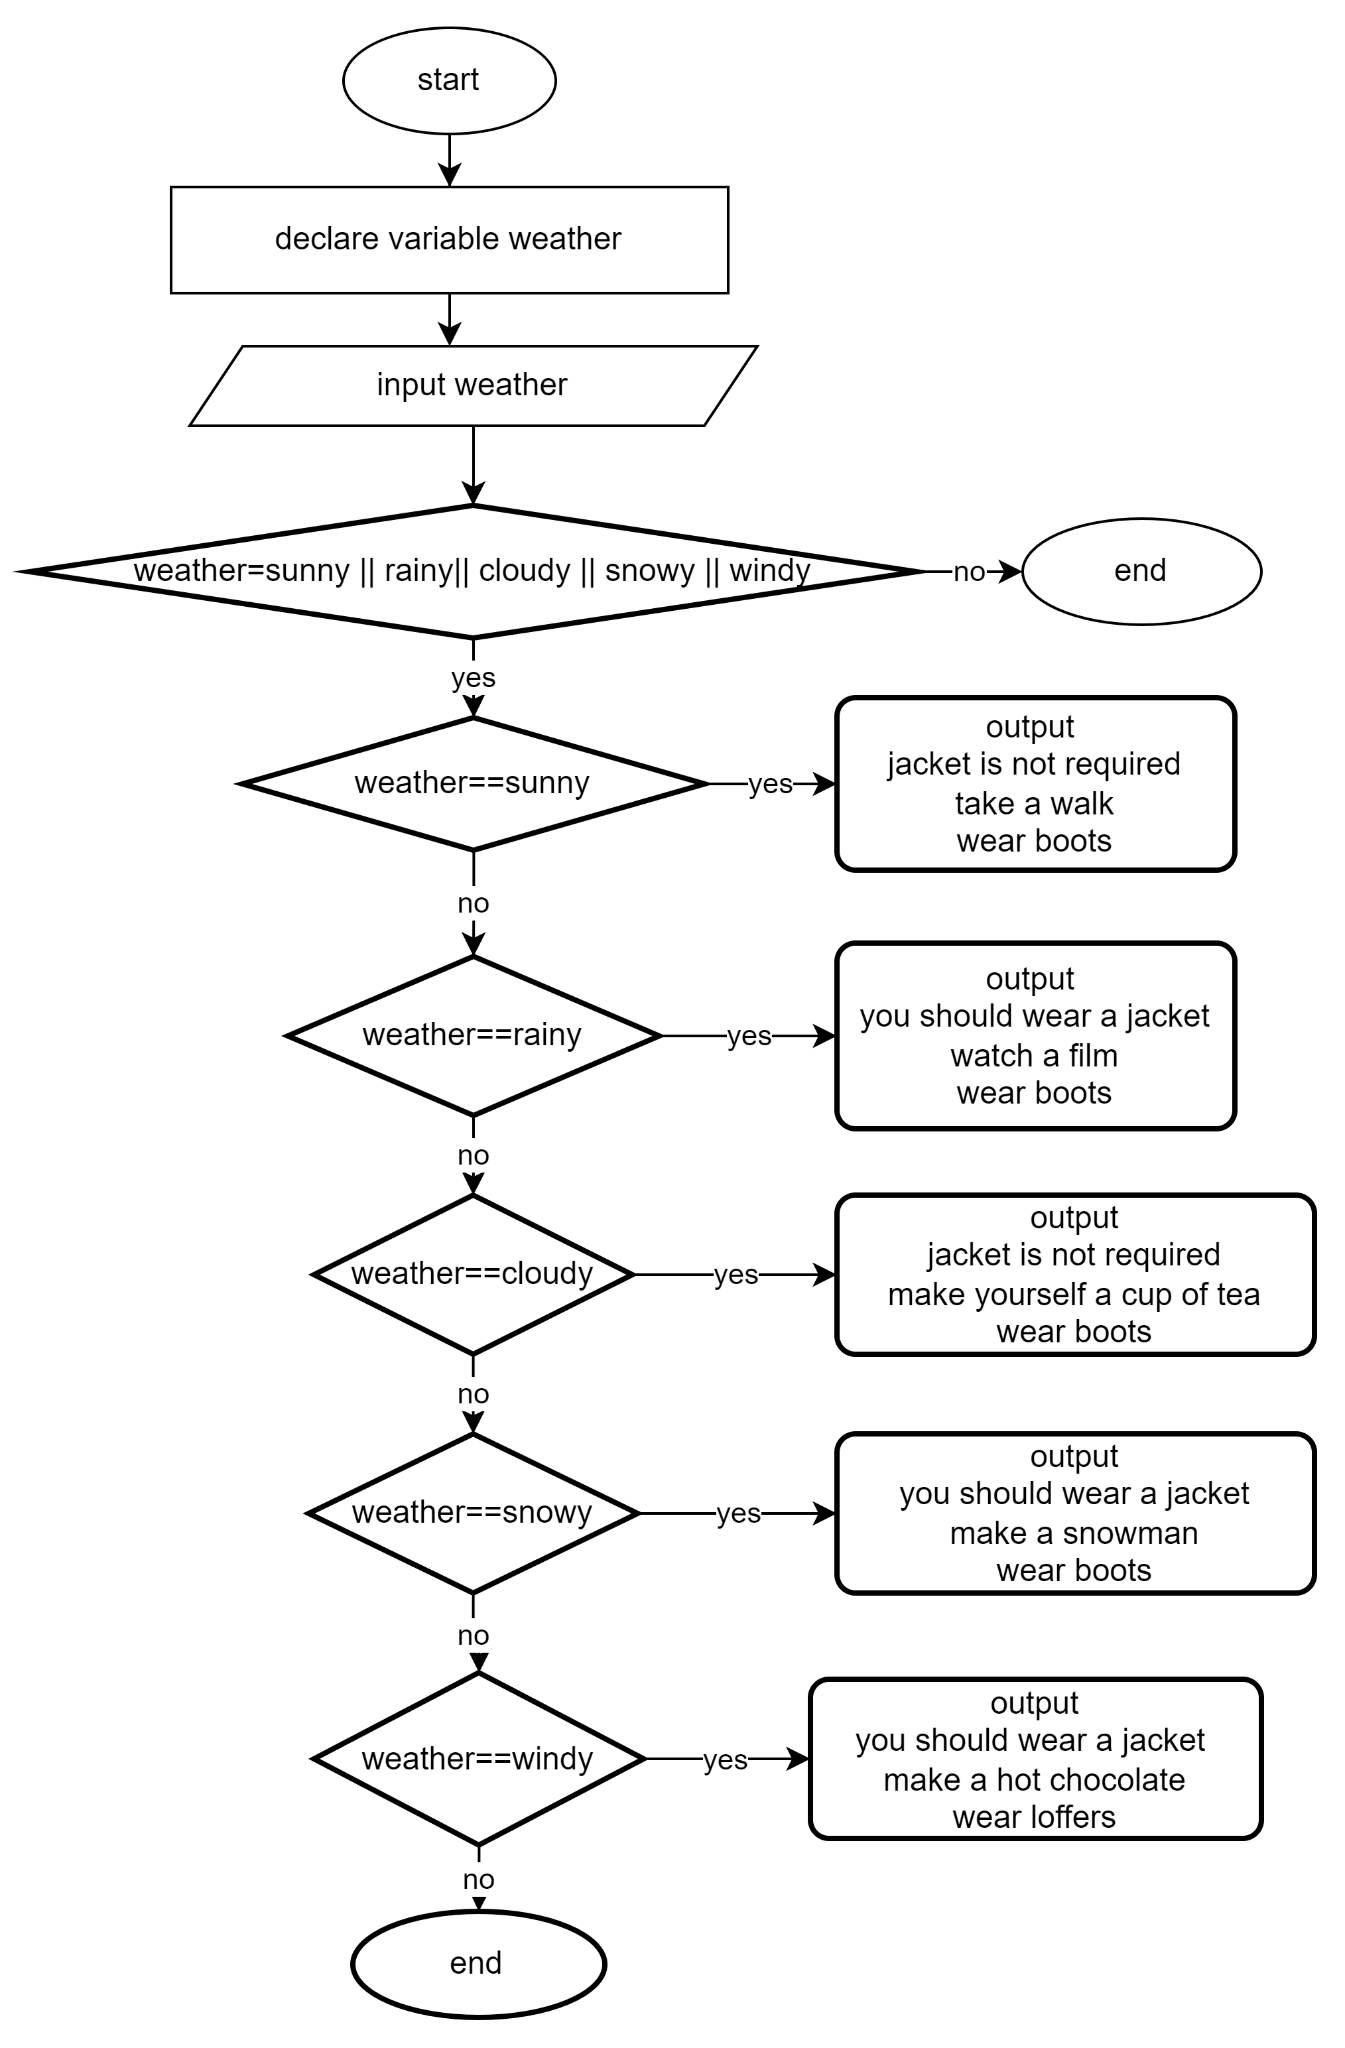 start
declare variable weather
input weather
weather=sunny || rainy|| cloudy || snowy || windy
no
end
yes
weather==sunny
yes
output
jacket is not required
take a walk
wear boots
no
weather==rainy
yes
output
you should wear a jacket
watch a film
wear boots
no
weather==cloudy
yes
output
jacket is not required
make yourself a cup of tea
wear boots
no
weather==snowy
yes
output
you should wear a jacket
make a snowman
wear boots
no
weather==windy
yes
output
you should wear a jacket
make a hot chocolate
wear loffers
no
end